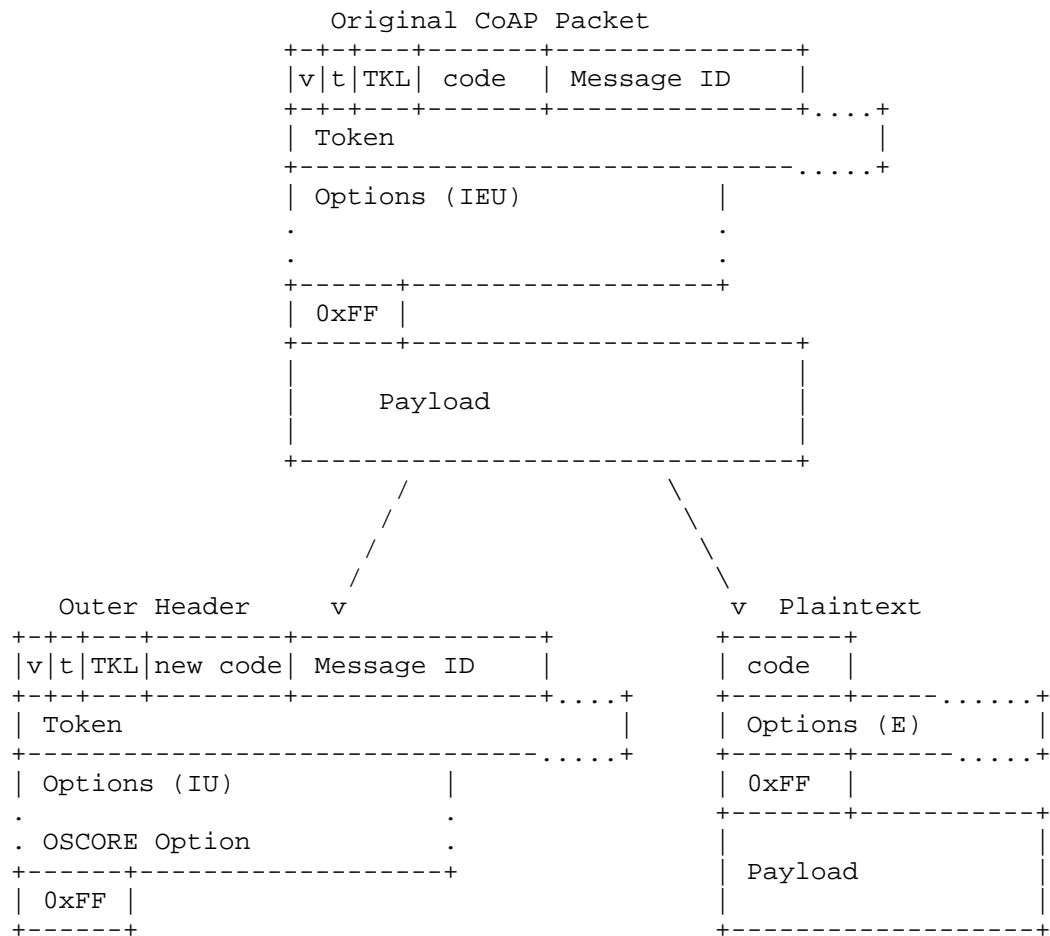 Original CoAP Packet
+-+-+---+-------+---------------+
|v|t|TKL| code  | Message ID    |
+-+-+---+-------+---------------+....+
| Token                              |
+-------------------------------.....+
| Options (IEU)            |
.                          .
.                          .
+------+-------------------+
| 0xFF |
+------+------------------------+
|                               |
|     Payload                   |
|                               |
+-------------------------------+
/                \
/                  \
/                    \
/                      \
Outer Header     v                         v  Plaintext
+-+-+---+--------+---------------+          +-------+
|v|t|TKL|new code| Message ID    |          | code  |
+-+-+---+--------+---------------+....+     +-------+-----......+
| Token                               |     | Options (E)       |
+--------------------------------.....+     +-------+------.....+
| Options (IU)             |                | 0xFF  |
.                          .                +-------+-----------+
. OSCORE Option            .                |                   |
+------+-------------------+                | Payload           |
| 0xFF |                                    |                   |
+------+                                    +-------------------+